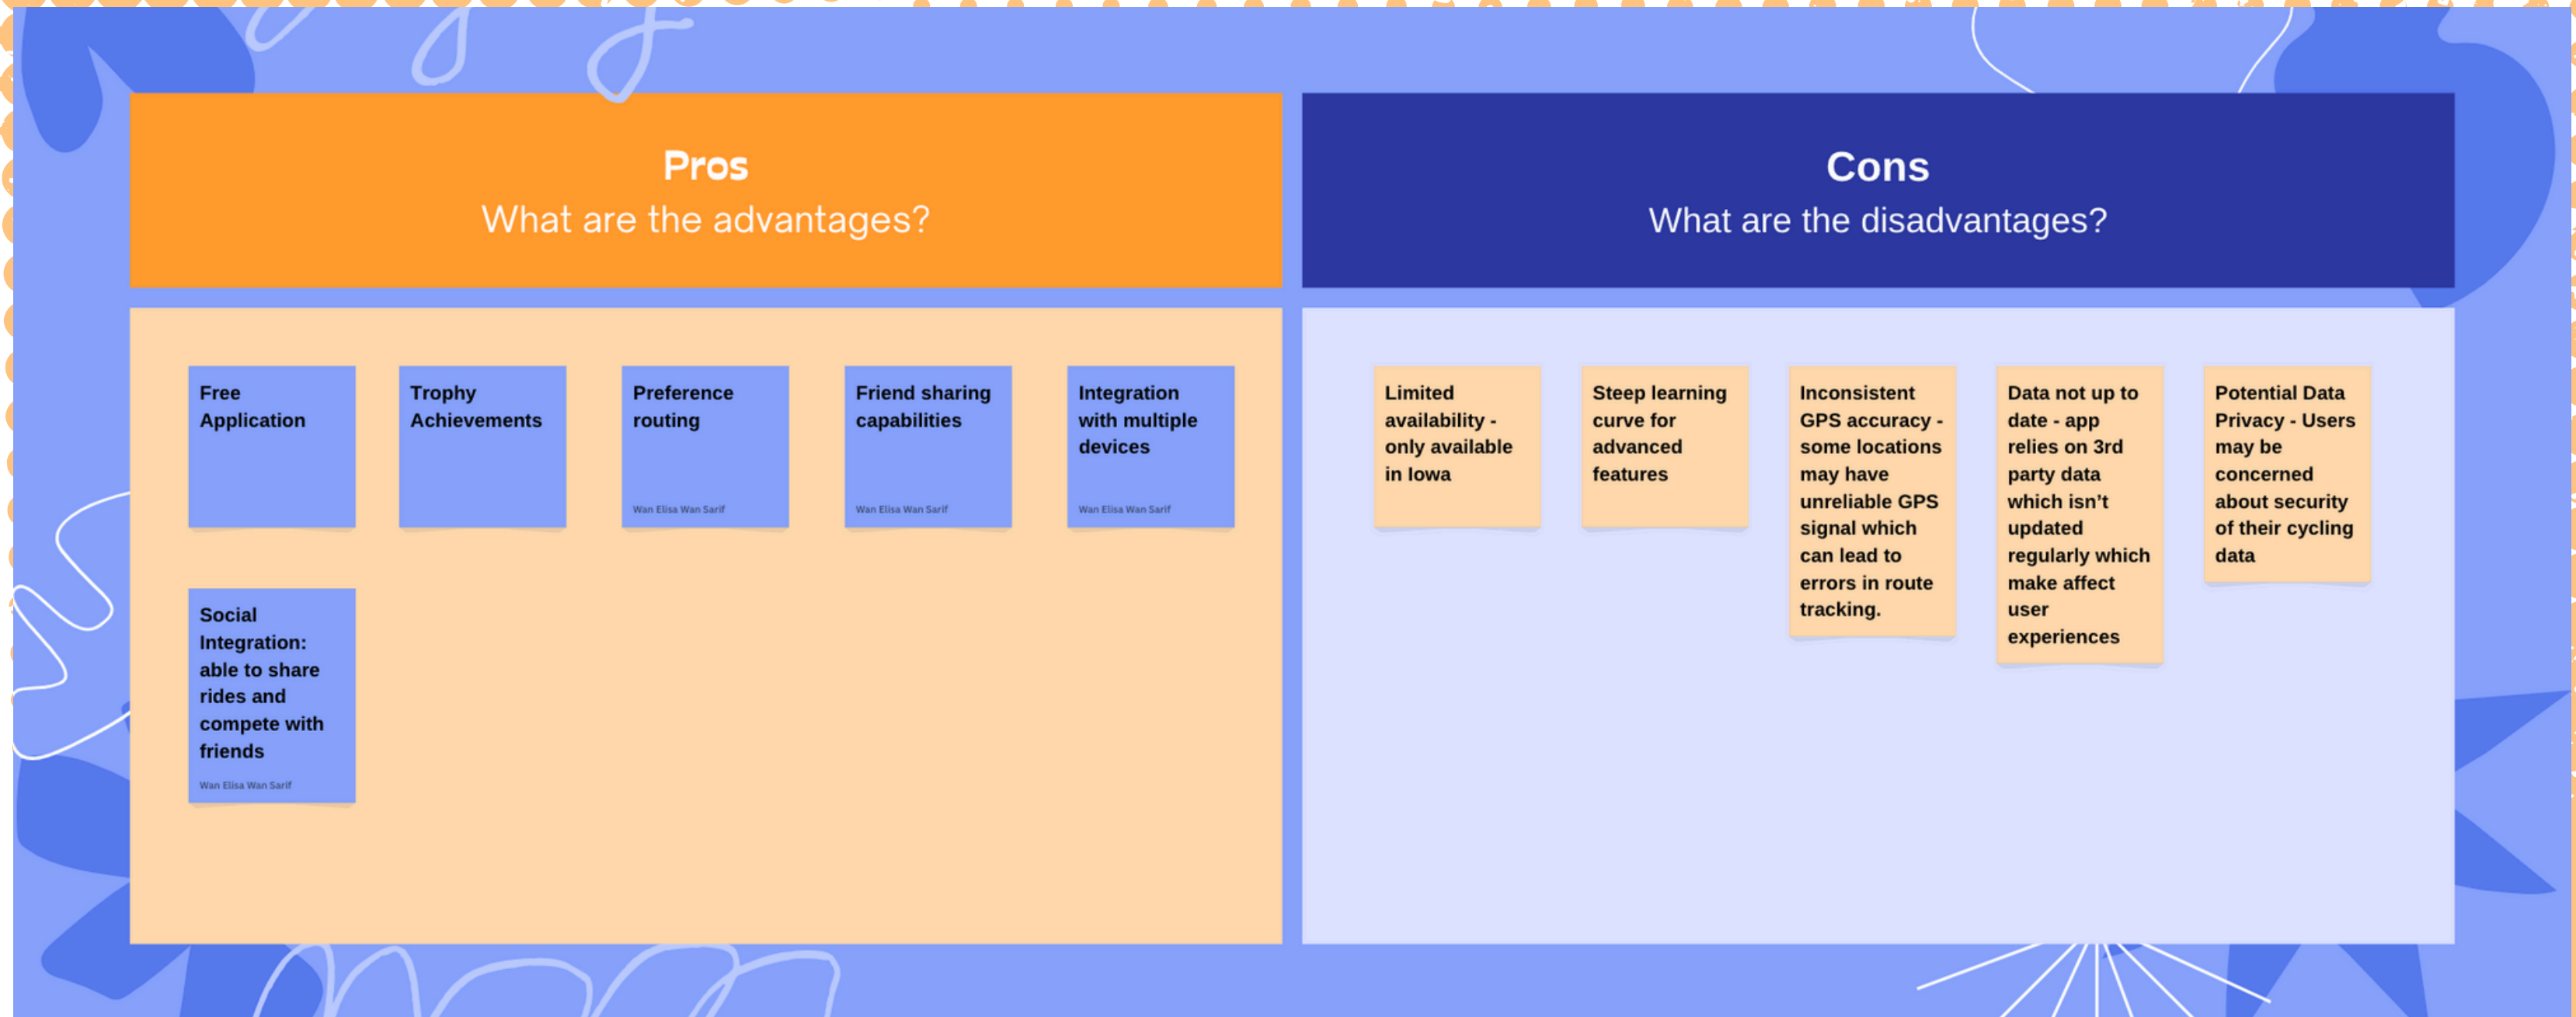 Pros
What are the advantages?
Cons
What are the disadvantages?
Free
Application
Trophy
Achievements
Preference
routing
Wan Elisa Wan Sarif
Friend sharing
capabilities
Wan Elisa Wan Sarif
Integration
with multiple
devices
Wan Elisa Wan Sarif
Social
Integration:
able to share
rides and
compete with
friends
Wan Elisa Wan Sarif
Limited
availability -
only available
in Iowa
Steep learning
curve for
advanced
features
Inconsistent
GPS accuracy -
some locations
may have
unreliable GPS
signal which
can lead to
errors in route
tracking.
Data not up to
date - app
relies on 3rd
party data
which isn’t
updated
regularly which
make affect
user
experiences
Potential Data
Privacy - Users
may be
concerned
about security
of their cycling
data